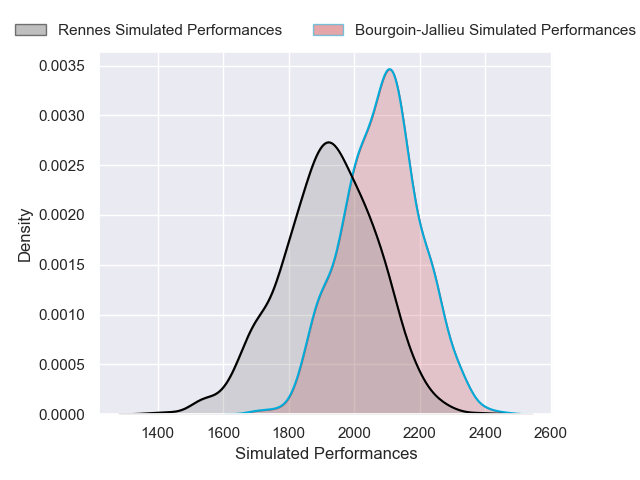 Rennes Simulated Performances
Bourgoin-Jallieu Simulated Performances
0.0035
0.0030
0.0025
0.0020
0.0015
0.0010
0.0005
0.0000
Density
1400 1600 1800 2000 2200 2400 2600
Simulated Performances